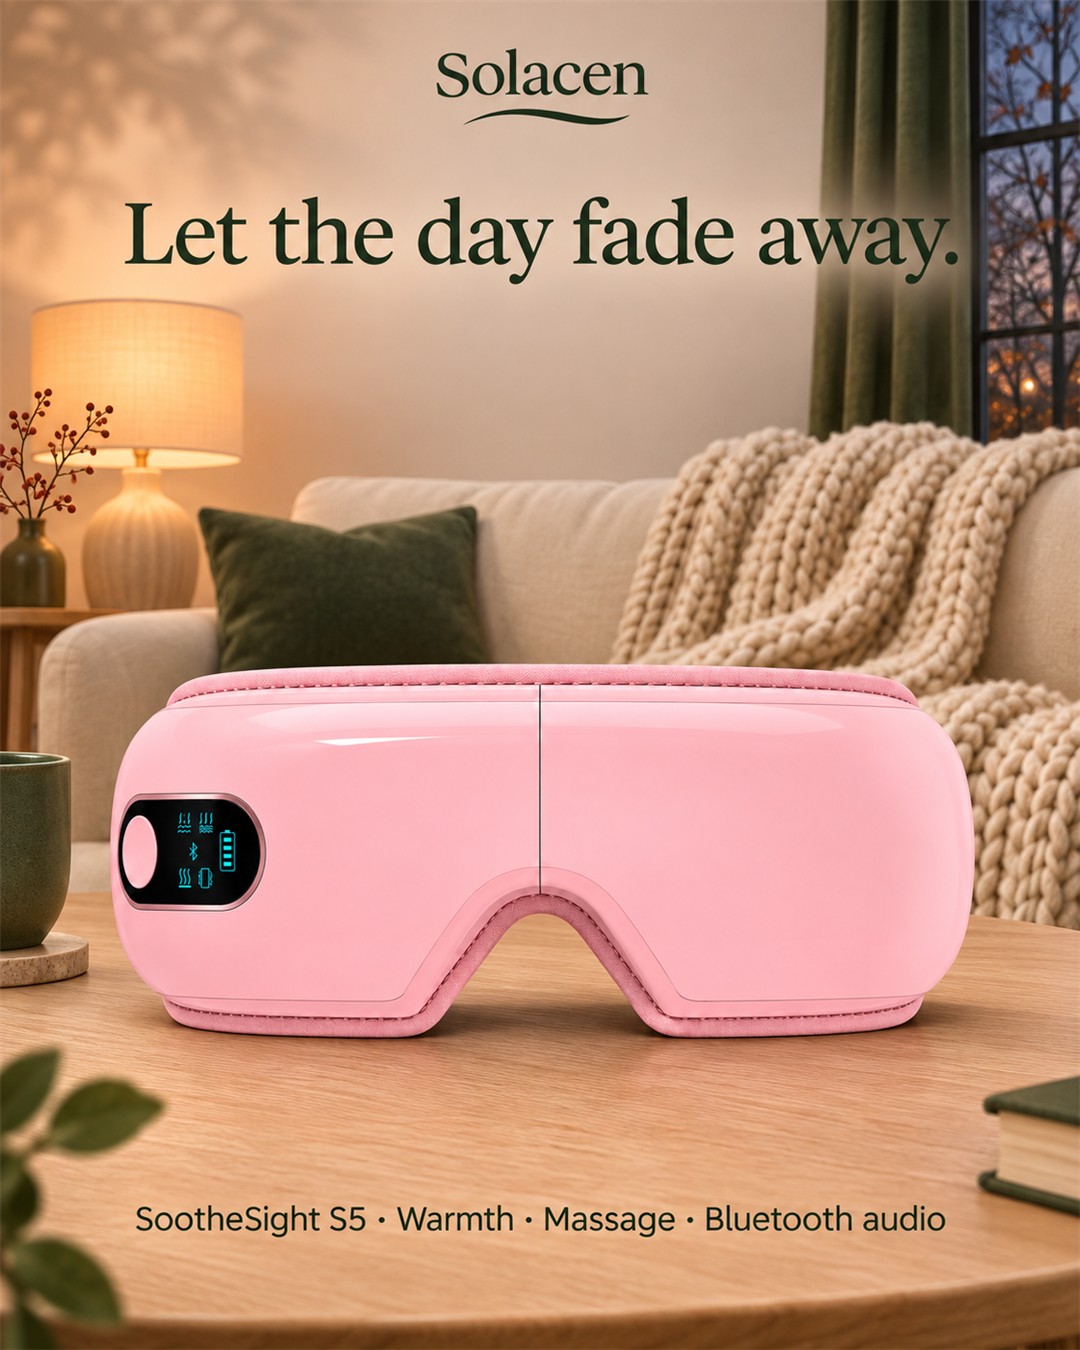 Solacen
Let the day fade away.
SootheSight S5 · Warmth · Massage · Bluetooth audio